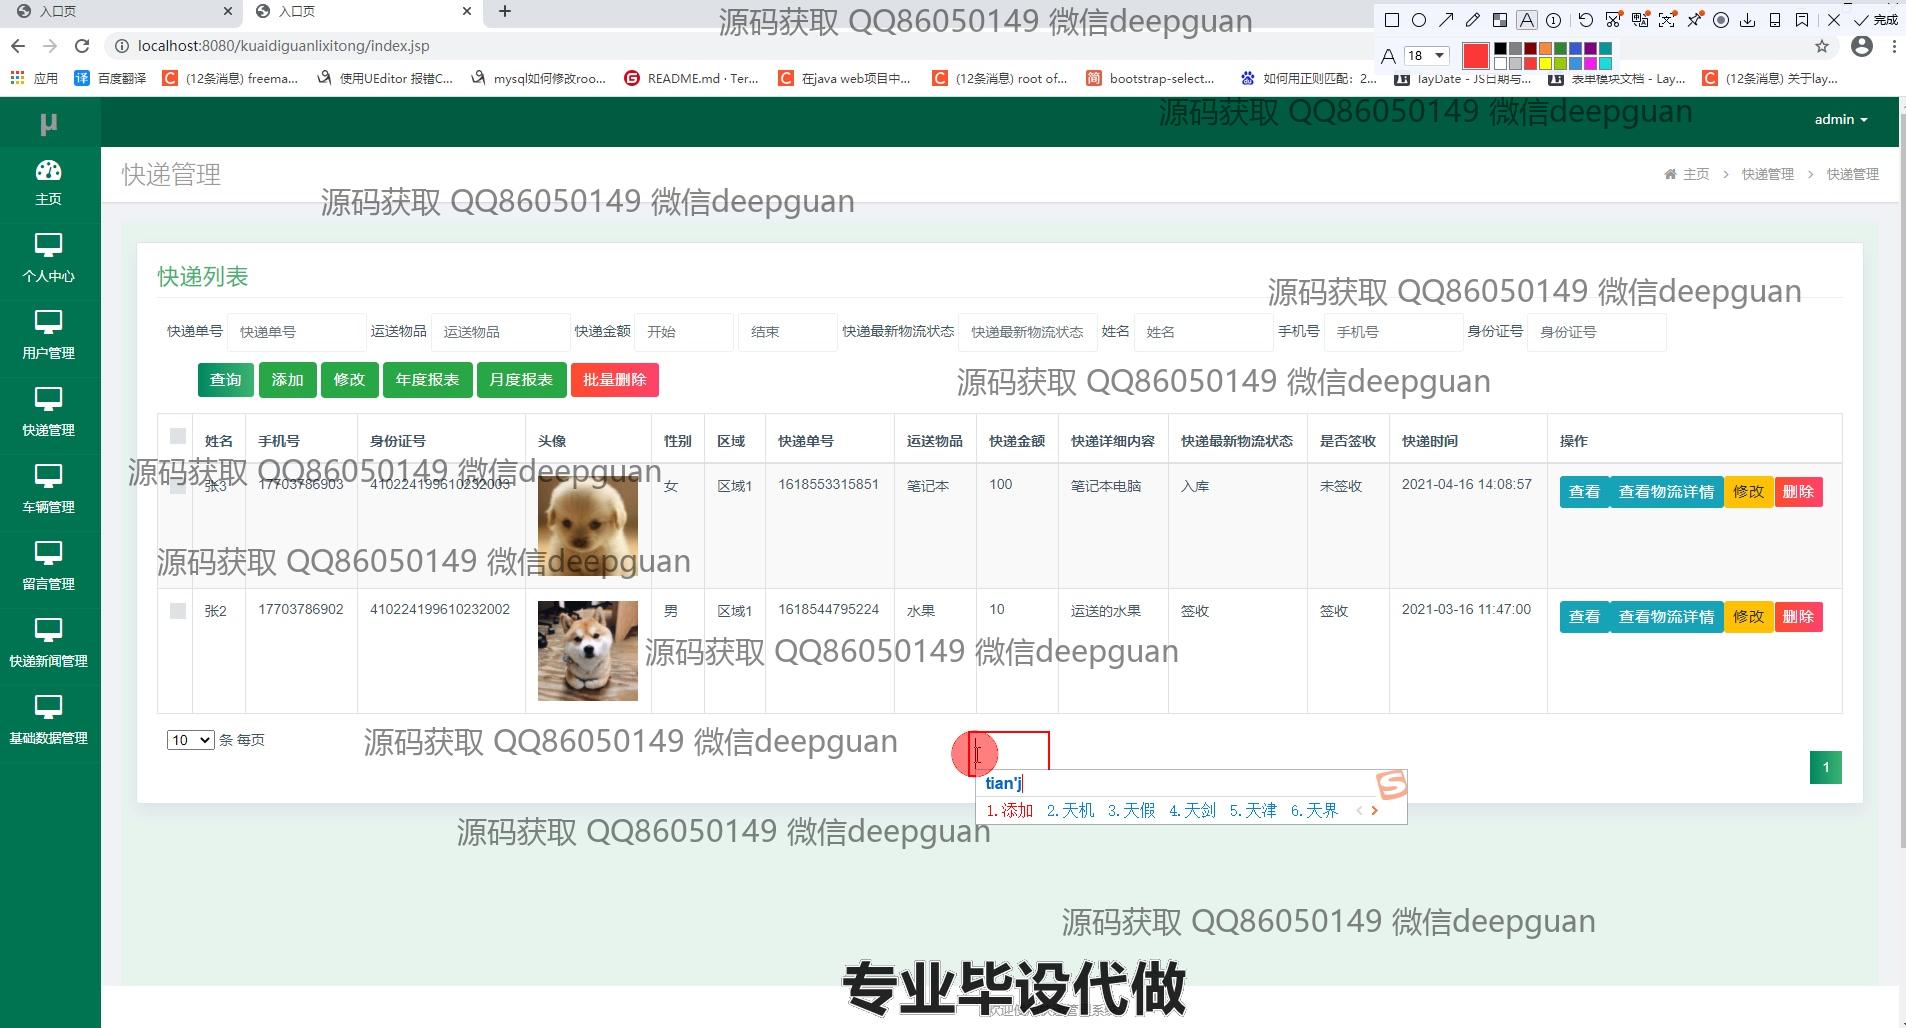 入口页
入口页
源码获取 QQ86050149 微信deepguan
完成
localhost:8080/kuaidiguanlixitong/index.jsp
A 18
应用 百度翻译 (12条消息) freema... 使用UEditor 报错C... mysql如何修改roo... README.md · Ter... 在java web项目中... (12条消息) root of... bootstrap-select... 如何用正则匹配：2... layDate - JS日期与... 表单模块文档 - Lay... (12条消息) 关于lay...
μ
源码获取 QQ86050149 微信deepguan
admin
主页
个人中心
用户管理
快递管理
车辆管理
留言管理
快递新闻管理
基础数据管理
快递管理
主页 > 快递管理 > 快递管理
源码获取 QQ86050149 微信deepguan
快递列表
源码获取 QQ86050149 微信deepguan
快递单号 快递单号 运送物品 运送物品 快递金额 开始 结束 快递最新物流状态 快递最新物流状态 姓名 姓名 手机号 手机号 身份证号 身份证号
查询 添加 修改 年度报表 月度报表 批量删除
源码获取 QQ86050149 微信deepguan
姓名 手机号 身份证号 头像 性别 区域 快递单号 运送物品 快递金额 快递详细内容 快递最新物流状态 是否签收 快递时间 操作
源码获取 QQ86050149 微信deepguan
张3 17703786903 410224199610232003 女 区域1 1618553315851 笔记本 100 笔记本电脑 入库 未签收 2021-04-16 14:08:57 查看 查看物流详情 修改 删除
源码获取 QQ86050149 微信deepguan
张2 17703786902 410224199610232002 男 区域1 1618544795224 水果 10 运送的水果 签收 签收 2021-03-16 11:47:00 查看 查看物流详情 修改 删除
源码获取 QQ86050149 微信deepguan
10 条 每页
源码获取 QQ86050149 微信deepguan
1
tian'j
1.添加 2.天机 3.天假 4.天剑 5.天津 6.天界
源码获取 QQ86050149 微信deepguan
源码获取 QQ86050149 微信deepguan
专业毕设代做